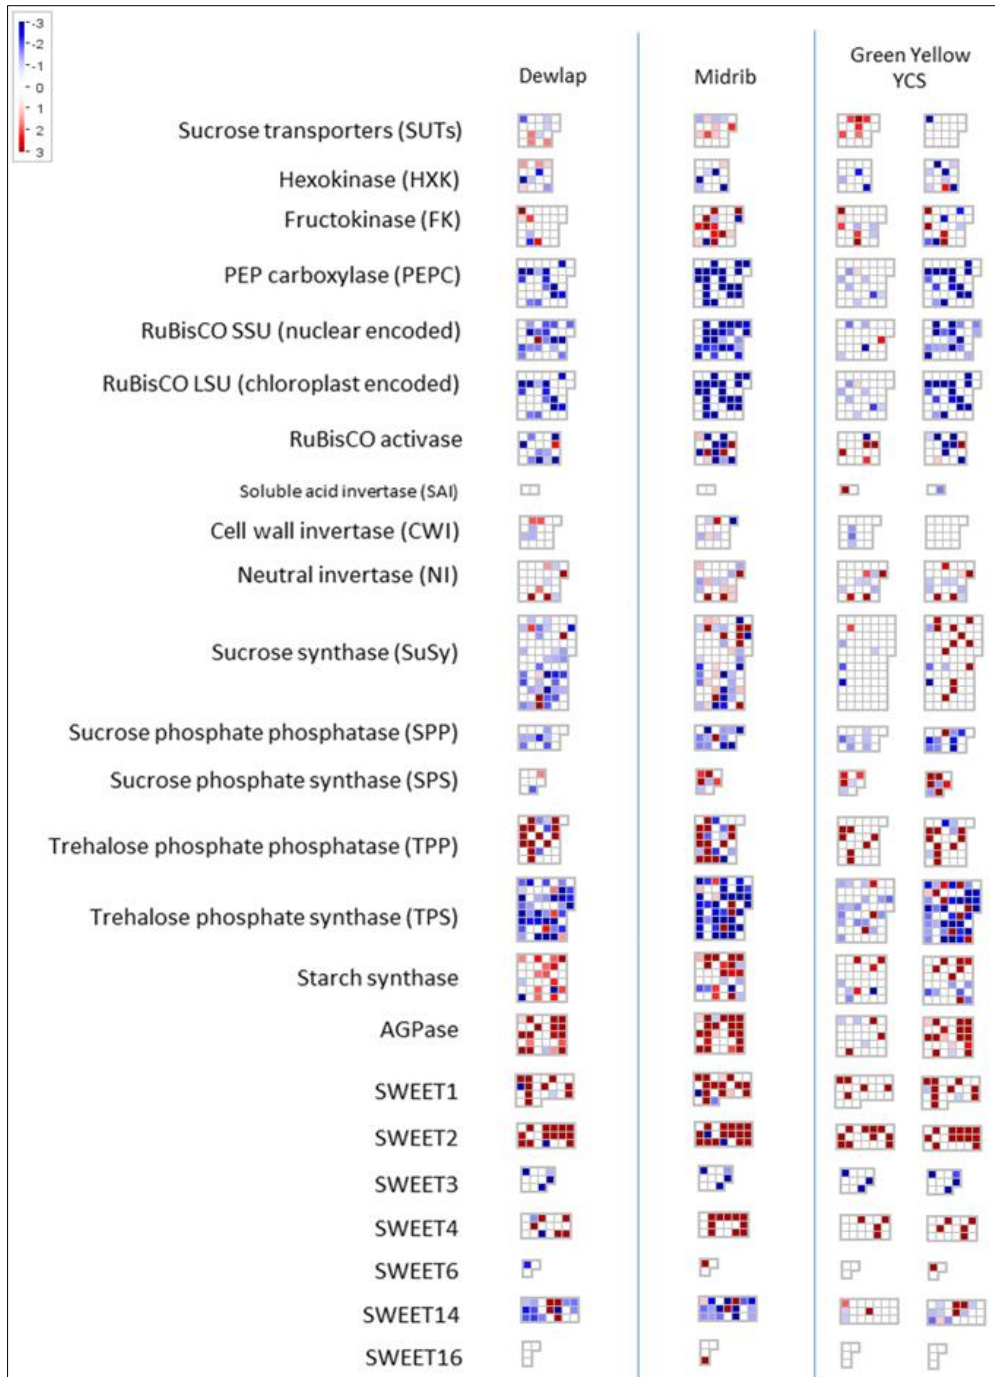 -3
-2
-1
0
1
2
3
Dewlap
Midrib
Green Yellow
YCS
Sucrose transporters (SUTs)
Hexokinase (HXK)
Fructokinase (FK)
PEP carboxylase (PEPC)
RuBisCO SSU (nuclear encoded)
RuBisCO LSU (chloroplast encoded)
RuBisCO activase
Soluble acid invertase (SAI)
Cell wall invertase (CWI)
Neutral invertase (NI)
Sucrose synthase (SuSy)
Sucrose phosphate phosphatase (SPP)
Sucrose phosphate synthase (SPS)
Trehalose phosphate phosphatase (TPP)
Trehalose phosphate synthase (TPS)
Starch synthase
AGPase
SWEET1
SWEET2
SWEET3
SWEET4
SWEET6
SWEET14
SWEET16